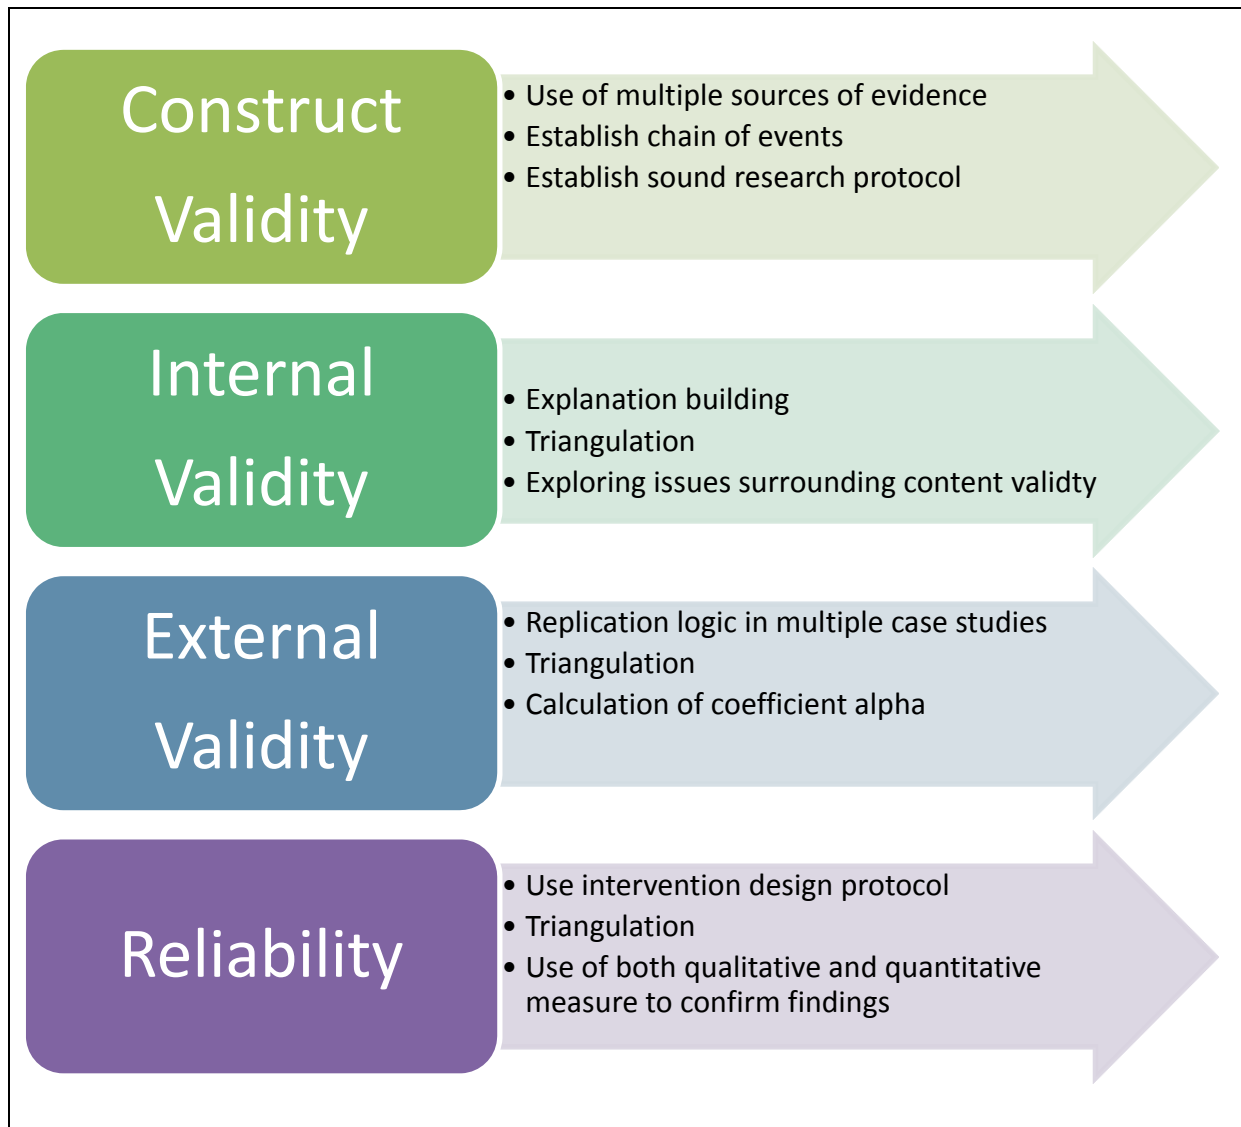 Construct
Validity
• Use of multiple sources of evidence
• Establish chain of events
• Establish sound research protocol
Internal
Validity
• Explanation building
• Triangulation
• Exploring issues surrounding content validty
External
Validity
• Replication logic in multiple case studies
• Triangulation
• Calculation of coefficient alpha
Reliability
• Use intervention design protocol
• Triangulation
• Use of both qualitative and quantitative
measure to confirm findings